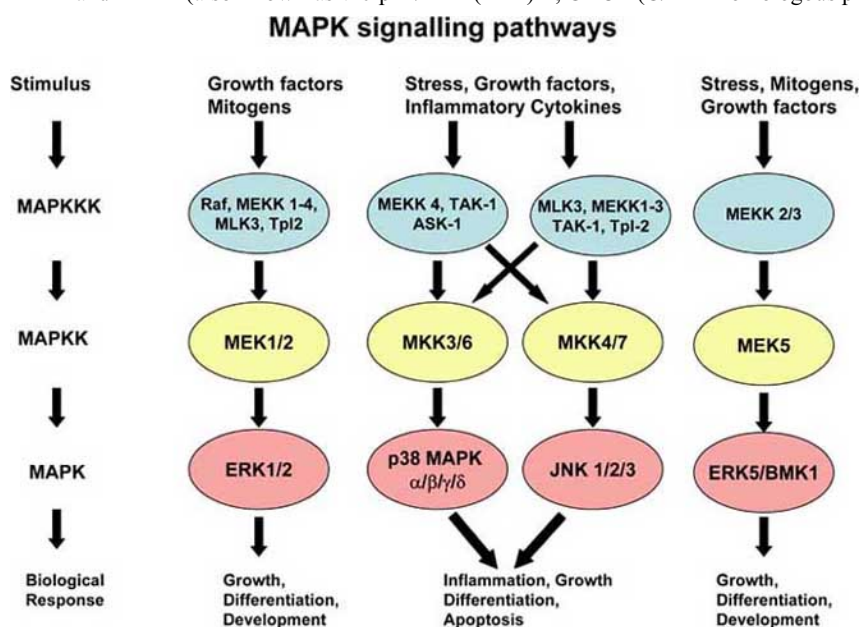 MAPK signalling pathways
Stimulus
Growth factors
Mitogens
Stress, Growth factors,
Inflammatory Cytokines
Stress, Mitogens,
Growth factors
MAPKKK
Raf, MEKK 1-4,
MLK3, Tpl2
MEKK 4, TAK-1
ASK-1
MLK3, MEKK1-3
TAK-1, Tpl-2
MEKK 2/3
MAPKK
MEK1/2
MKK3/6
MKK4/7
MEK5
MAPK
ERK1/2
p38 MAPK
α/β/γ/δ
JNK 1/2/3
ERK5/BMK1
Biological
Response
Growth,
Differentiation,
Development
Inflammation, Growth
Differentiation,
Apoptosis
Growth,
Differentiation,
Development